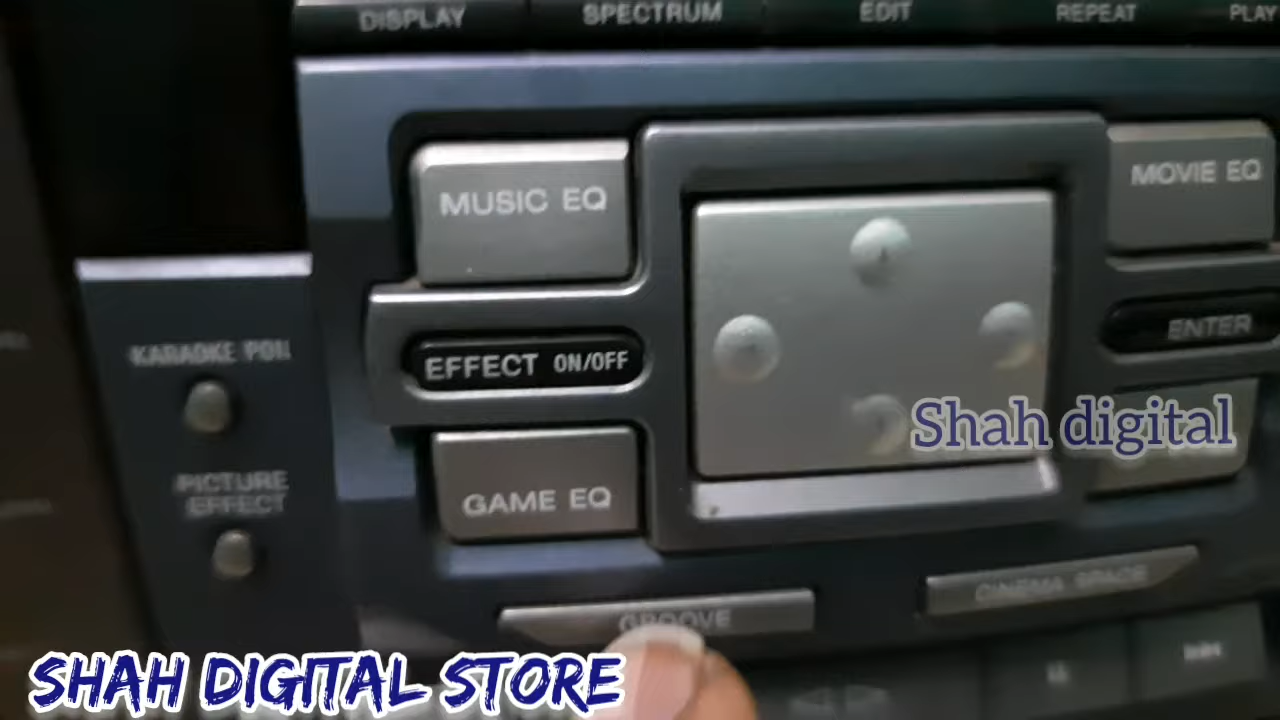 DISPLAY SPECTRUM EDIT REPEAT PLAY
MUSIC EQ
MOVIE EQ
KARAOKE PON
EFFECT ON/OFF
ENTER
Shah digital
PICTURE
EFFECT
GAME EQ
CINEMA SPACE
GROOVE
SHAH DIGITAL STORE